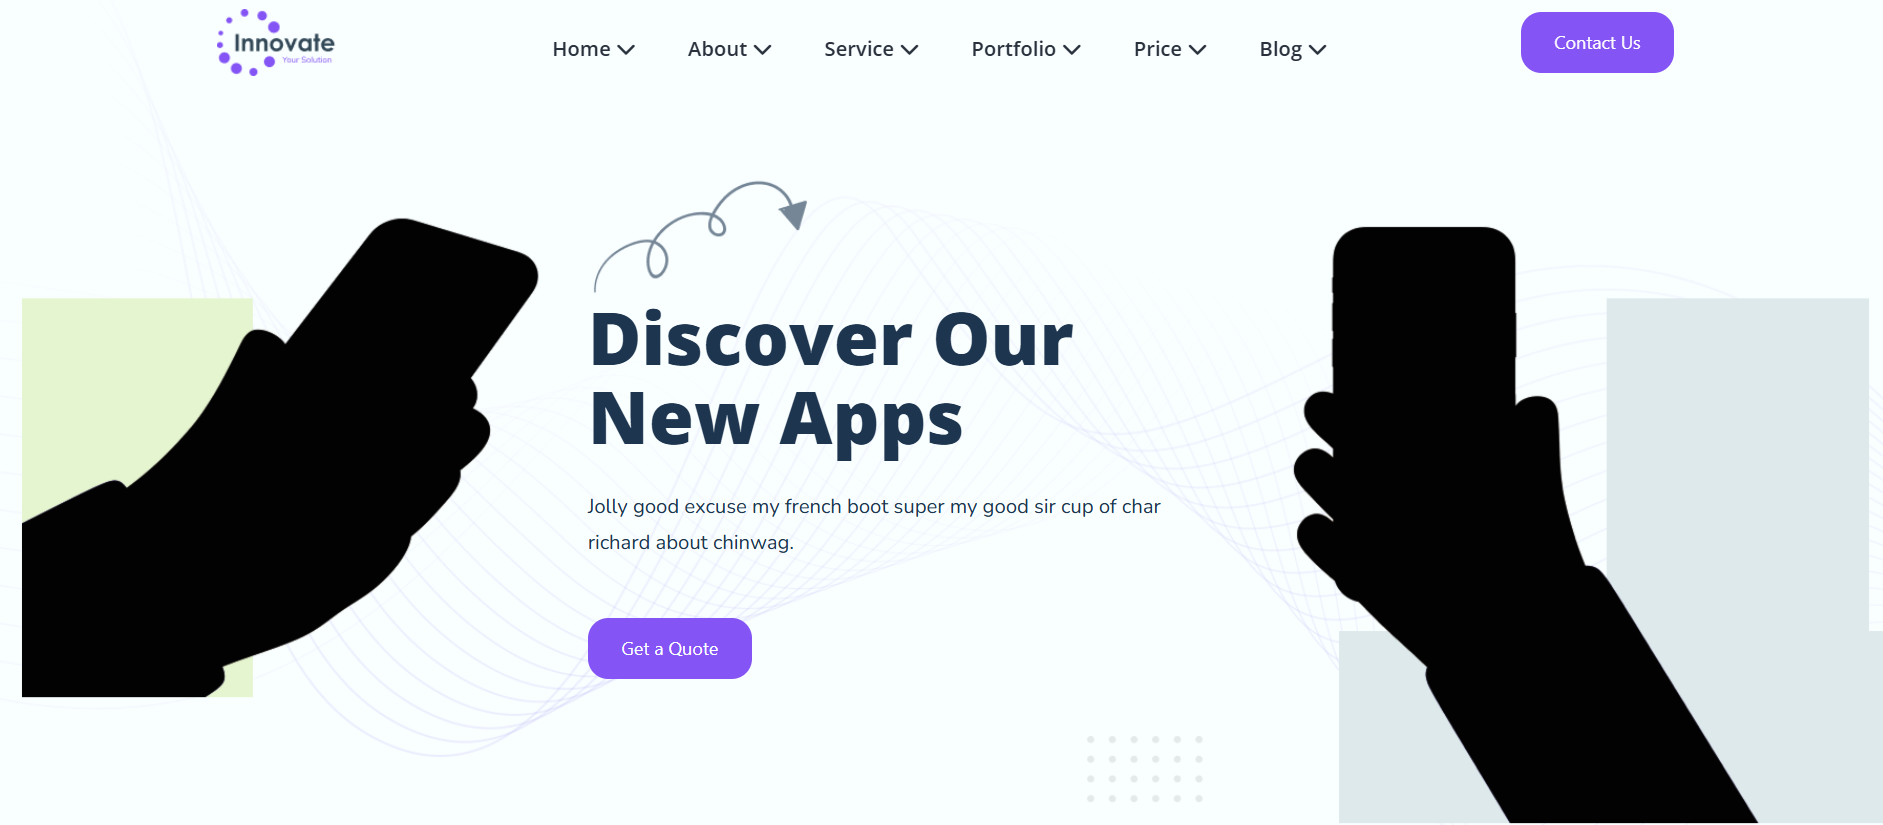 Innovate
Your Solution
Home
About
Service
Portfolio
Price
Blog
Contact Us
Discover Our
New Apps
Jolly good excuse my french boot super my good sir cup of char
richard about chinwag.
Get a Quote